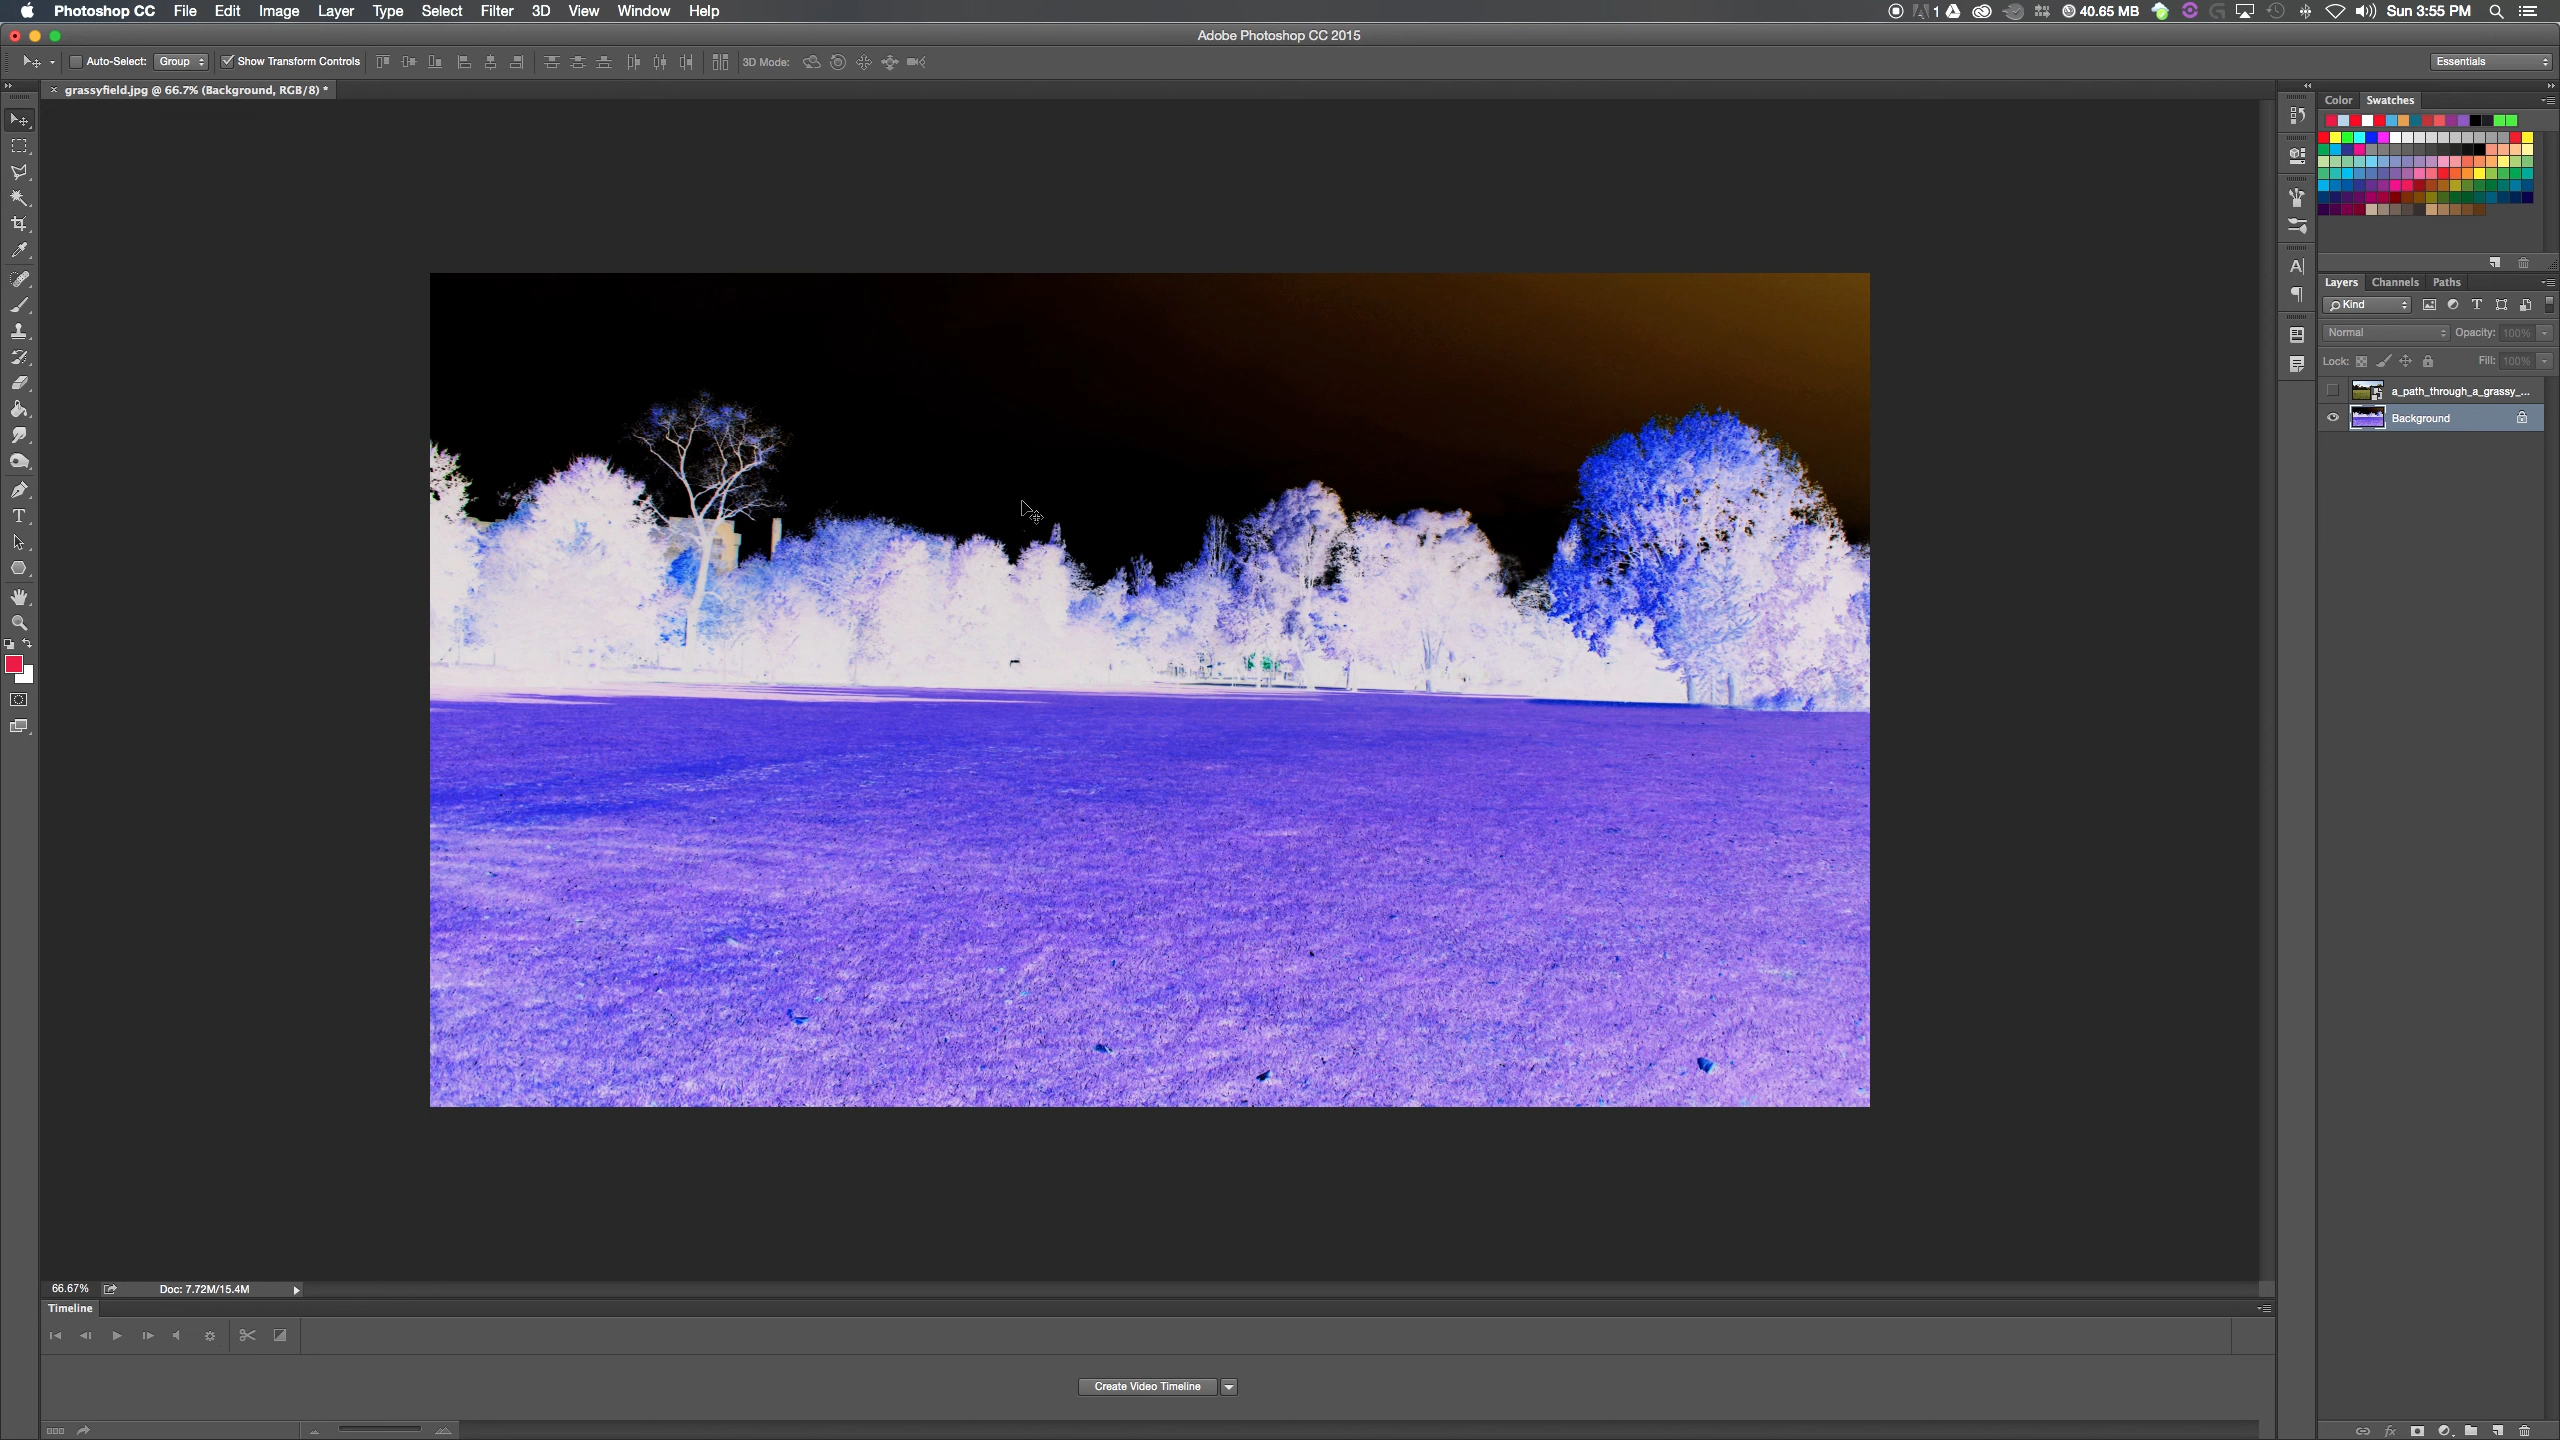 Photoshop CC File Edit Image Layer Type Select Filter 3D View Window Help 1 40.65 MB Sun 3:55 PM
Adobe Photoshop CC 2015
Auto-Select: Group Show Transform Controls 3D Mode: Essentials
grassyfield.jpg @ 66.7% (Background, RGB/8) *
Color Swatches
Layers Channels Paths
Kind
Normal Opacity: 100%
Lock: Fill: 100%
a_path_through_a_grassy_...
Background
66.67% Doc: 7.72M/15.4M
Timeline
Create Video Timeline